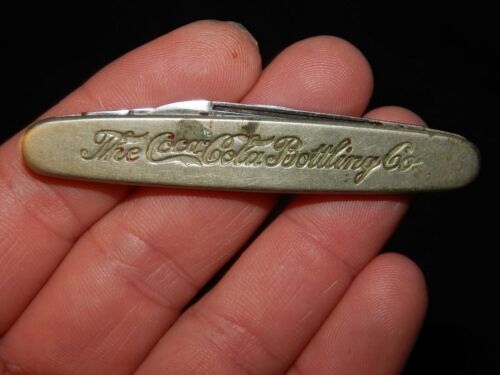 The Coca-Cola Bottling Co.